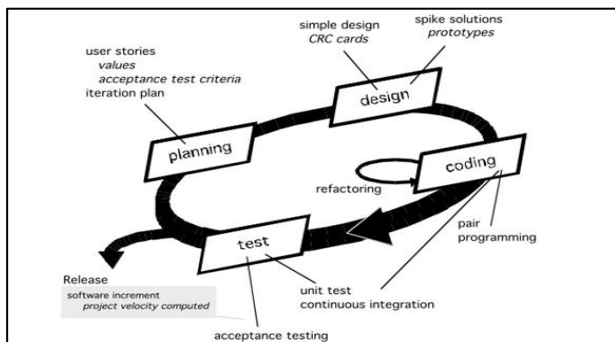 simple design
CRC cards
spike solutions
prototypes
user stories
values
acceptance test criteria
iteration plan
design
planning
coding
refactoring
pair
programming
test
Release
software increment
project velocity computed
unit test
continuous integration
acceptance testing